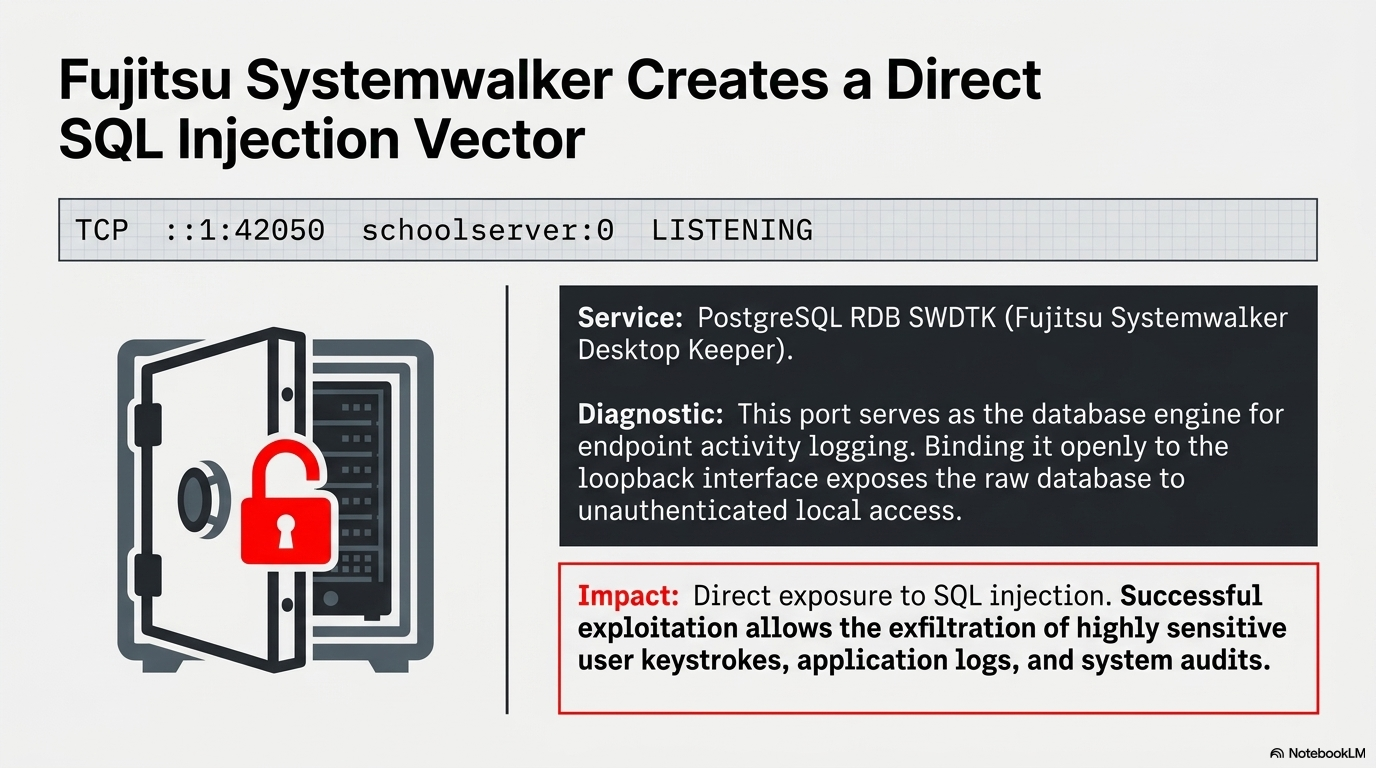 Fujitsu Systemwalker Creates a Direct
SQL Injection Vector
TCP  ::1:42050  schoolserver:0  LISTENING
Service: PostgreSQL RDB SWDTK (Fujitsu Systemwalker
Desktop Keeper).
Diagnostic: This port serves as the database engine for
endpoint activity logging. Binding it openly to the
loopback interface exposes the raw database to
unauthenticated local access.
Impact: Direct exposure to SQL injection. Successful
exploitation allows the exfiltration of highly sensitive
user keystrokes, application logs, and system audits.
NotebookLM